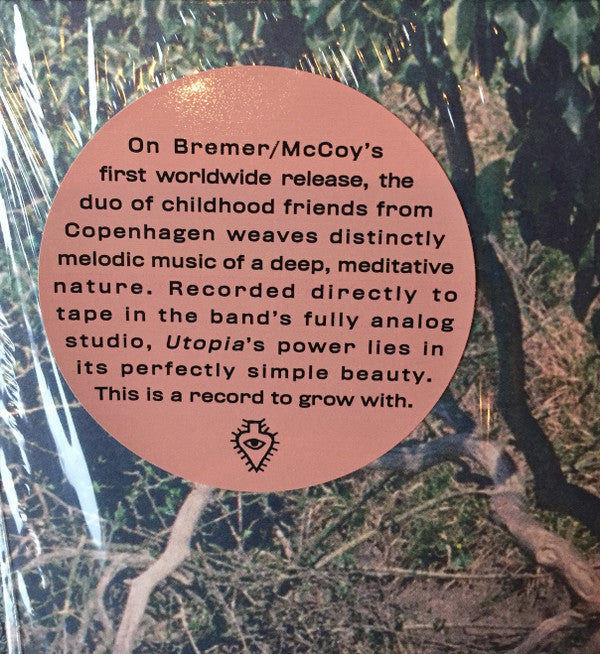 On Bremer/McCoy's
first worldwide release, the
duo of childhood friends from
Copenhagen weaves distinctly
melodic music of a deep, meditative
nature. Recorded directly to
tape in the band's fully analog
studio, Utopia's power lies in
its perfectly simple beauty.
This is a record to grow with.